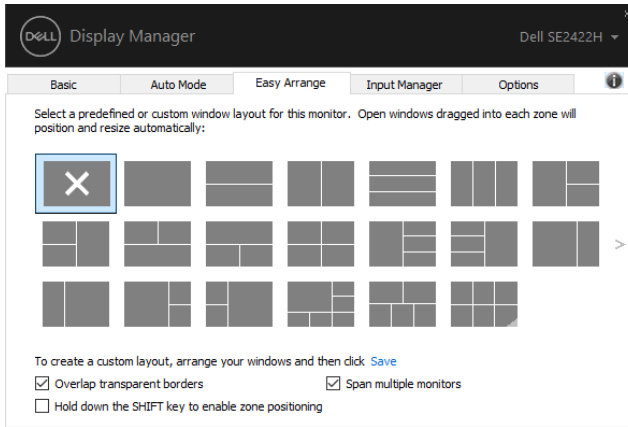 DELL Display Manager
Dell SE2422H
Basic Auto Mode Easy Arrange Input Manager Options
Select a predefined or custom window layout for this monitor. Open windows dragged into each zone will
position and resize automatically:
To create a custom layout, arrange your windows and then click Save
Overlap transparent borders Span multiple monitors
Hold down the SHIFT key to enable zone positioning